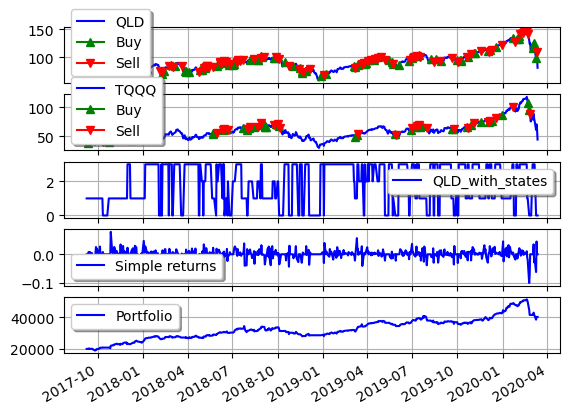 QLD
Buy
Sell
150
100
TQQQ
Buy
Sell
100
50
QLD_with_states
2
0
Simple returns
0.0
−0.1
Portfolio
40000
20000
2017-10
2018-01
2018-04
2018-07
2018-10
2019-01
2019-04
2019-07
2019-10
2020-01
2020-04